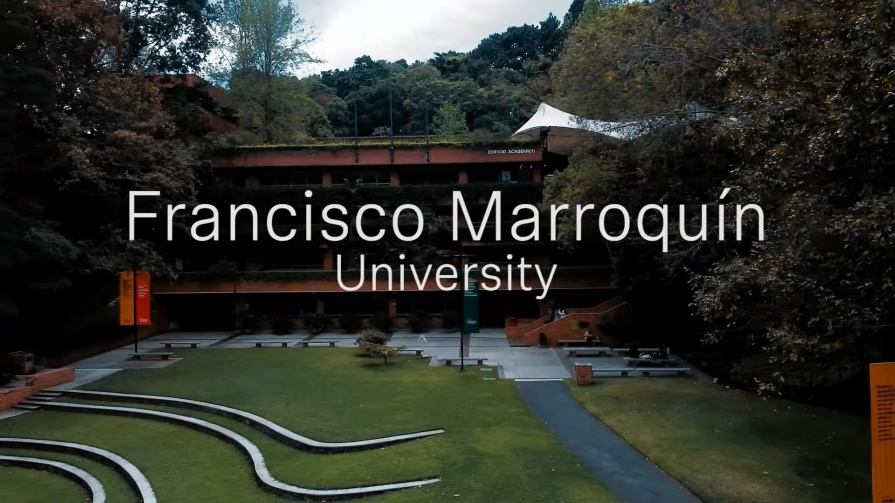 EDIFICIO ACADÉMICO
Francisco Marroquín
University